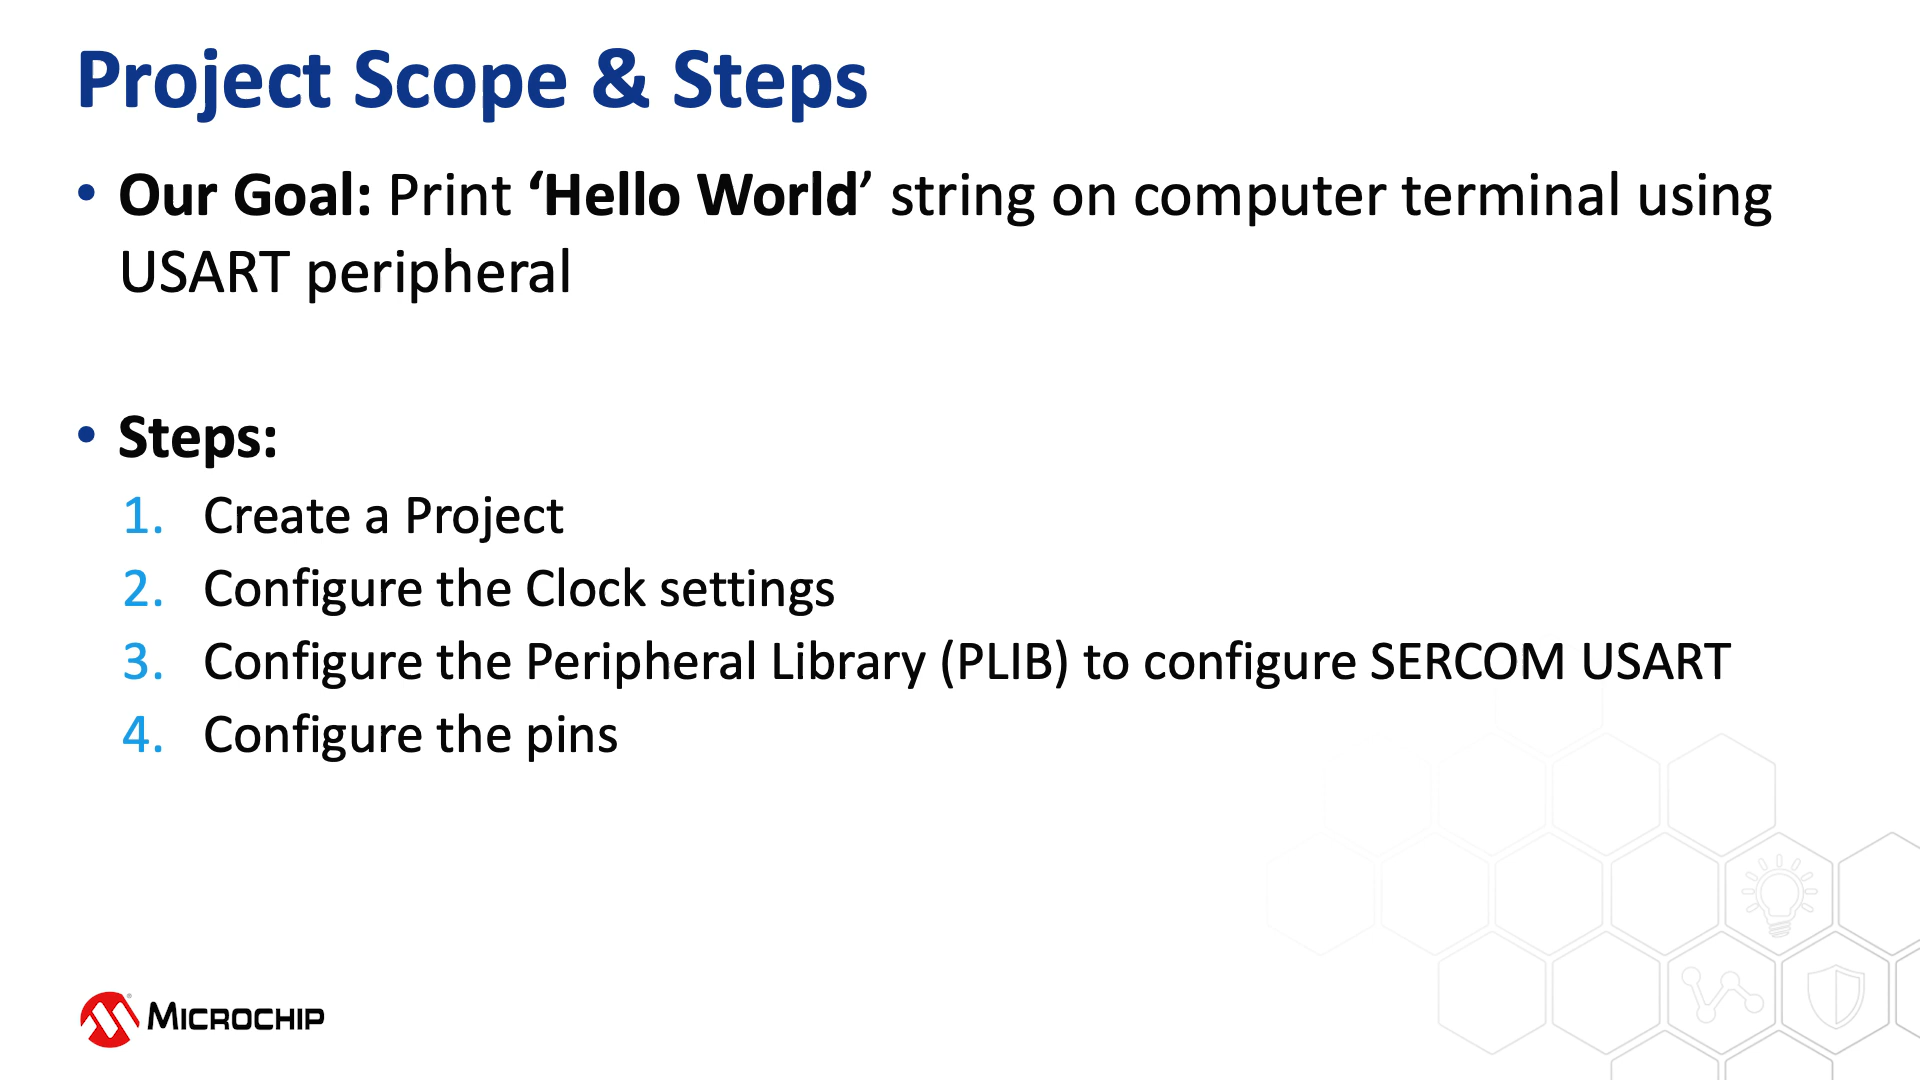 Project Scope & Steps
• Our Goal: Print ‘Hello World’ string on computer terminal using
USART peripheral
• Steps:
1. Create a Project
2. Configure the Clock settings
3. Configure the Peripheral Library (PLIB) to configure SERCOM USART
4. Configure the pins
MICROCHIP